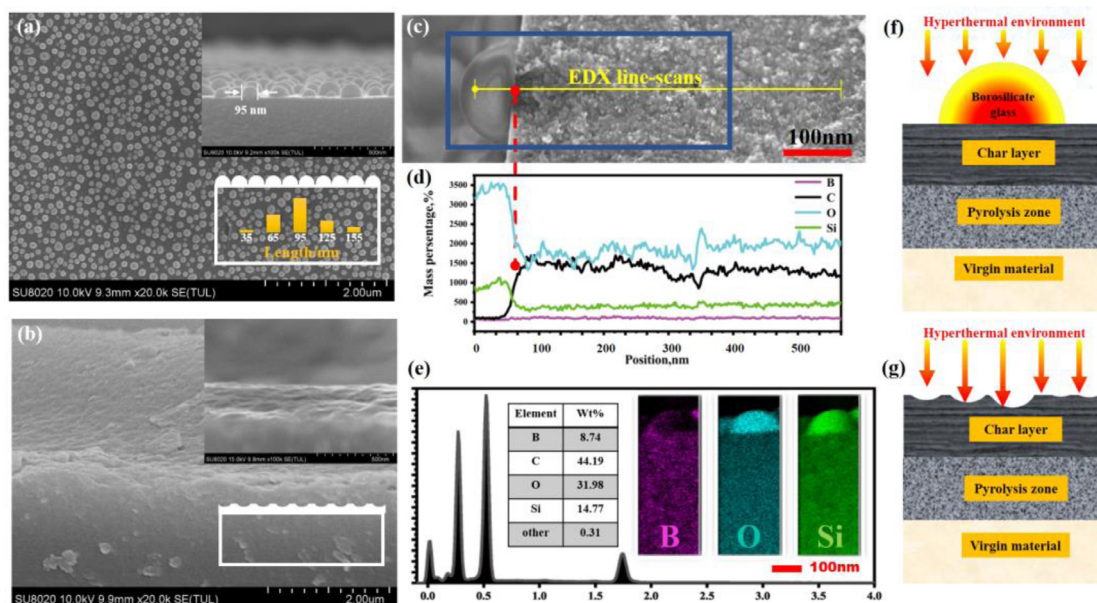 (a)
95 nm
SU8020 10.0kV 9.2mm x100k SE(TUL)
500nm
35 65 95 125 155
Length/mu
SU8020 10.0kV 9.3mm x20.0k SE(TUL)
2.00um
(b)
SU8020 15.0kV 8.8mm x100k SE(TUL)
500nm
SU8020 10.0kV 9.9mm x20.0k SE(TUL)
2.00um
(c)
EDX line-scans
100nm
(d)
Mass persentage,%
3500
3000
2500
2000
1500
1000
500
0
B
C
O
Si
0 100 200 300 400 500
Position,nm
(e)
Element Wt%
B 8.74
C 44.19
O 31.98
Si 14.77
other 0.31
B
O
Si
100nm
0.0 0.5 1.0 1.5 2.0 2.5 3.0 3.5 4.0
(f)
Hyperthermal environment
Borosilicate
glass
Char layer
Pyrolysis zone
Virgin material
(g)
Hyperthermal environment
Char layer
Pyrolysis zone
Virgin material